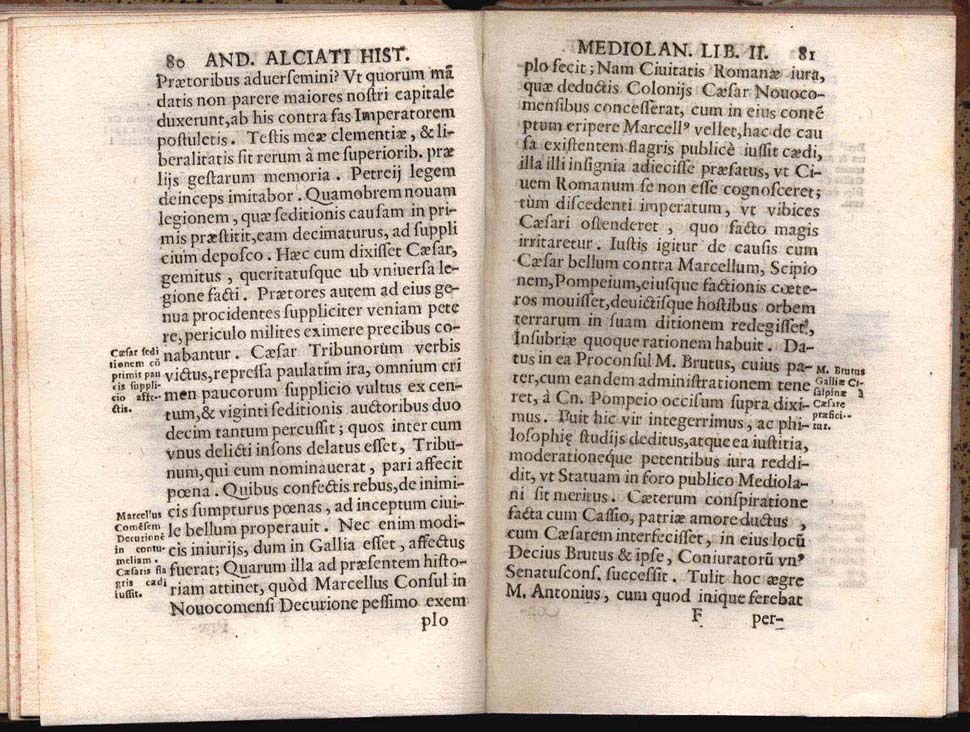 80 AND. ALCIATI HIST.
Prætoribus aduersemini? Vt quorum mā
datis non parere maiores nostri capitale
duxerunt, ab his contra fas Imperatorem
postuletis. Testis meæ clementiæ, & li-
beralitatis sit rerum à me superiorib. præ
lijs gestarum memoria. Petreij legem
deinceps imitabor. Quamobrem nouam
legionem, quæ seditionis causam in pri-
mis præstitit, eam decimaturus, ad suppli
cium deposco. Hæc cum dixisset Cæsar,
gemitus, queritatusque ub vniuersa le-
gione facti. Prætores autem ad eius ge-
nua procidentes suppliciter veniam pete
re, periculo milites eximere precibus co-
nabantur. Cæsar Tribunorum verbis
victus, repressa paulatim ira, omnium cri
men paucorum supplicio vultus ex cen-
tum, & viginti seditionis auctoribus duo
decim tantum percussit; quos inter cum
vnus delicti insons delatus esset, Tribu-
num, qui cum nominauerat, pari affecit
pœna. Quibus confectis rebus, de inimi-
cis sumpturus pœnas, ad inceptum ciui-
le bellum properauit. Nec enim modi-
cis iniurijs, dum in Gallia esset, affectus
fuerat; Quarum illa ad præsentem histo-
riam attinet, quòd Marcellus Consul in
Nouocomensi Decurione pessimo exem
plo
Cæsar sedi
tionem cō
primit pau
cis suppli-
cio affe-
ctis.
Marcellus
Comēsem
Decurionē
in contu-
meliam
Cæsaris fla
gris cædi
iussit.
MEDIOLAN. LIB. II. 81
plo fecit; Nam Ciuitatis Romanæ iura,
quæ deductis Colonijs Cæsar Nouoco-
mensibus concesserat, cum in eius contē
ptum eripere Marcell9 vellet, hac de cau
sa existentem flagris publicè iussit cædi,
illa illi insignia adiecisse præfatus, vt Ci-
uem Romanum se non esse cognosceret;
tùm discedenti imperatum, vt vibices
Cæsari ostenderet, quo facto magis
irritaretur. Iustis igitur de causis cum
Cæsar bellum contra Marcellum, Scipio
nem, Pompeium, eiusque factionis cœte-
ros mouisset, deuictisque hostibus orbem
terrarum in suam ditionem redegisset,
Insubriæ quoque rationem habuit. Da-
tus in ea Proconsul M. Brutus, cuius pa-
ter, cum eandem administrationem tene
ret, à Cn. Pompeio occisum supra dixi-
mus. Fuit hic vir integerrimus, ac phi-
losophię studijs deditus, atque ea iustitia,
moderationeque petentibus iura reddi-
dit, vt Statuam in foro publico Mediola-
ni sit meritus. Cæterum conspiratione
facta cum Cassio, patriæ amore ductus,
cum Cæsarem interfecisset, in eius locū
Decius Brutus & ipse, Coniuratorū vn9
Senatuscons. successit. Tulit hoc ægre
M. Antonius, cum quod inique ferebat
F per-
M. Brutus
Galliæ Ci-
salpinæ à
Cæsare
præfici-
tur.